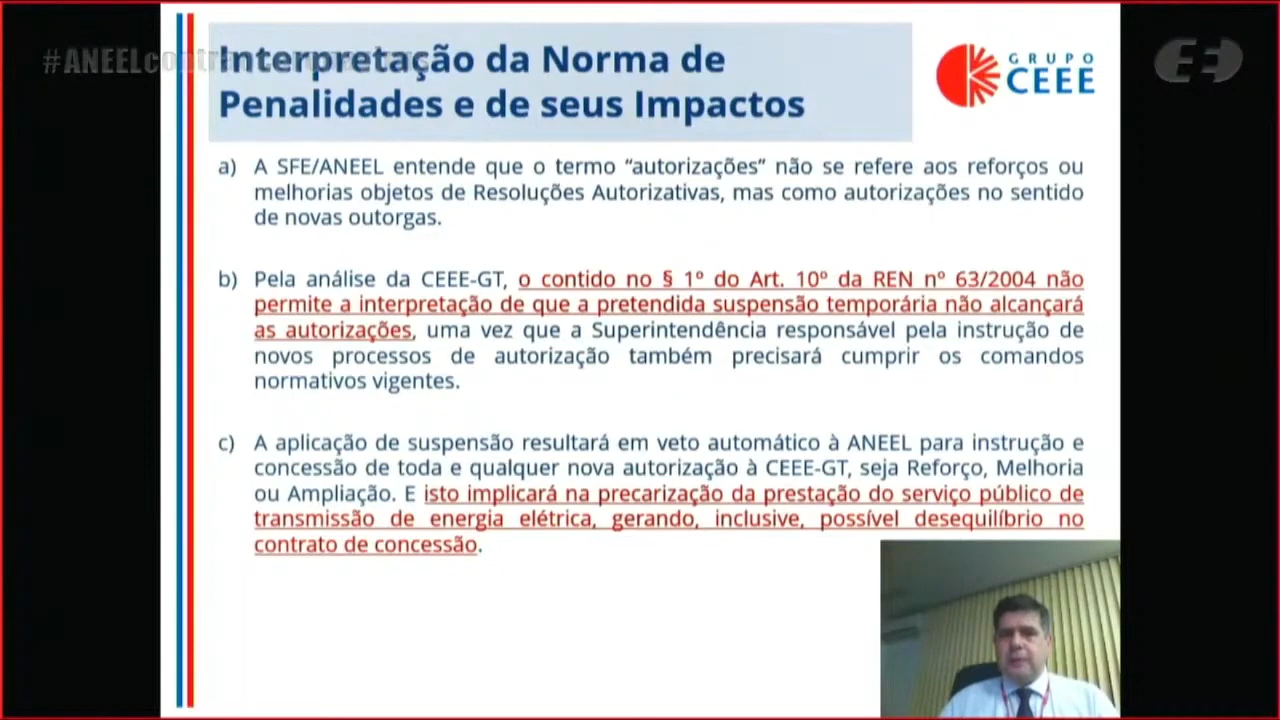 #ANEELcontra
Interpretação da Norma de
Penalidades e de seus Impactos
GRUPO
CEEE
a) A SFE/ANEEL entende que o termo “autorizações” não se refere aos reforços ou
melhorias objetos de Resoluções Autorizativas, mas como autorizações no sentido
de novas outorgas.
b) Pela análise da CEEE-GT, o contido no § 1º do Art. 10º da REN nº 63/2004 não
permite a interpretação de que a pretendida suspensão temporária não alcançará
as autorizações, uma vez que a Superintendência responsável pela instrução de
novos processos de autorização também precisará cumprir os comandos
normativos vigentes.
c) A aplicação de suspensão resultará em veto automático à ANEEL para instrução e
concessão de toda e qualquer nova autorização à CEEE-GT, seja Reforço, Melhoria
ou Ampliação. E isto implicará na precarização da prestação do serviço público de
transmissão de energia elétrica, gerando, inclusive, possível desequilíbrio no
contrato de concessão.